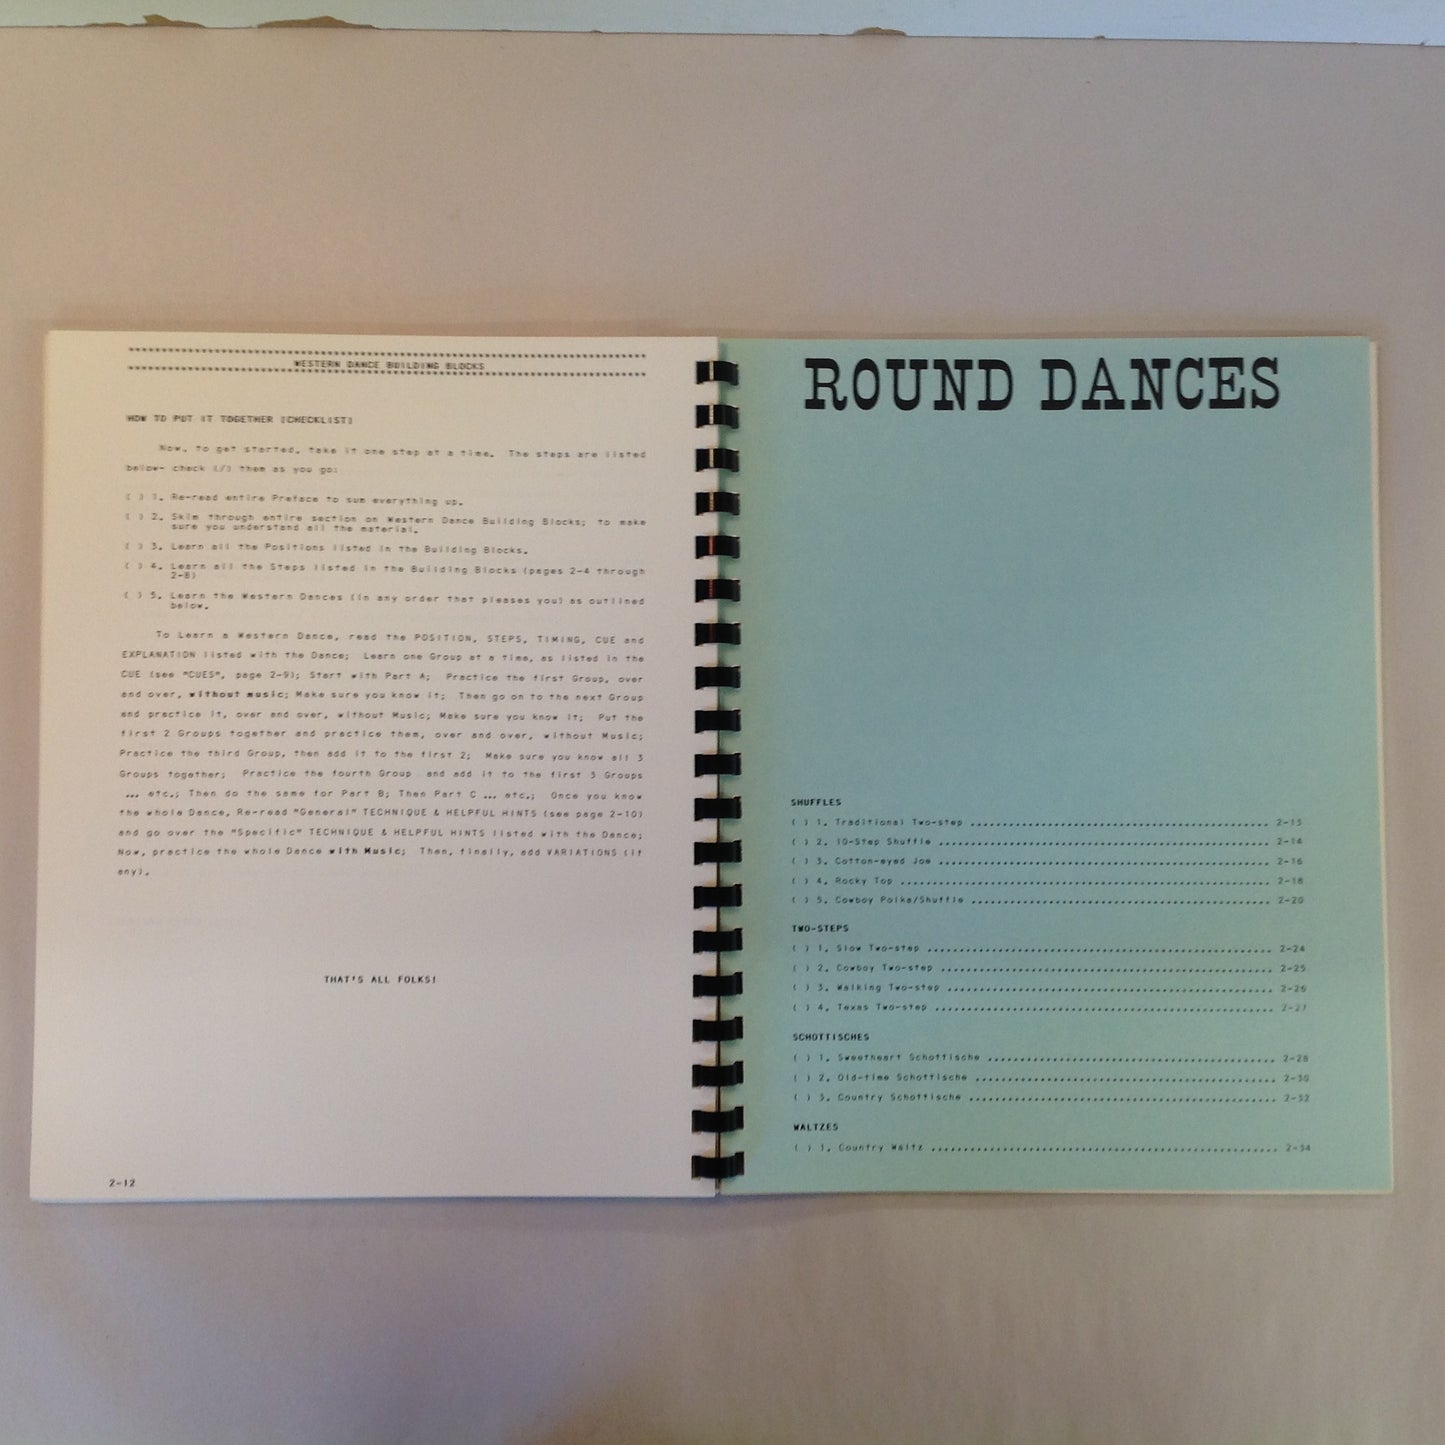 WESTERN DANCE BUILDING BLOCKS
HOW TO PUT IT TOGETHER (CHECKLIST)
Now, to get started, take it one step at a time. The steps are listed
below- check (/) them as you go:
( ) 1. Re-read entire Preface to sum everything up.
( ) 2. Skim through entire section on Western Dance Building Blocks; to make
sure you understand all the material.
( ) 3. Learn all the Positions listed in the Building Blocks.
( ) 4. Learn all the Steps listed in the Building Blocks (pages 2-4 through
2-8)
( ) 5. Learn the Western Dances (in any order that pleases you) as outlined
below.
To Learn a Western Dance, read the POSITION, STEPS, TIMING, CUE and
EXPLANATION listed with the Dance; Learn one Group at a time, as listed in the
CUE (see "CUES", page 2-9); Start with Part A; Practice the first Group, over
and over, without music; Make sure you know it; Then go on to the next Group
and practice it, over and over, without Music; Make sure you know it; Put the
first 2 Groups together and practice them, over and over, without Music;
Practice the third Group, then add it to the first 2; Make sure you know all 3
Groups together; Practice the fourth Group and add it to the first 3 Groups
... etc.; Then do the same for Part B; Then Part C ... etc.; Once you know
the whole Dance, Re-read "General" TECHNIQUE & HELPFUL HINTS (see page 2-10)
and go over the "Specific" TECHNIQUE & HELPFUL HINTS listed with the Dance;
Now, practice the whole Dance with Music; Then, finally, add VARIATIONS (if
any).
THAT'S ALL FOLKS!
2-12
ROUND DANCES
SHUFFLES
( ) 1. Traditional Two-step ........ 2-13
( ) 2. 10-Step Shuffle ........ 2-14
( ) 3. Cotton-eyed Joe ........ 2-16
( ) 4. Rocky Top ........ 2-18
( ) 5. Cowboy Polka/Shuffle ........ 2-20
TWO-STEPS
( ) 1. Slow Two-step ........ 2-24
( ) 2. Cowboy Two-step ........ 2-25
( ) 3. Walking Two-step ........ 2-26
( ) 4. Texas Two-step ........ 2-27
SCHOTTISCHES
( ) 1. Sweetheart Schottische ........ 2-28
( ) 2. Old-time Schottische ........ 2-30
( ) 3. Country Schottische ........ 2-32
WALTZES
( ) 1. Country Waltz ........ 2-34